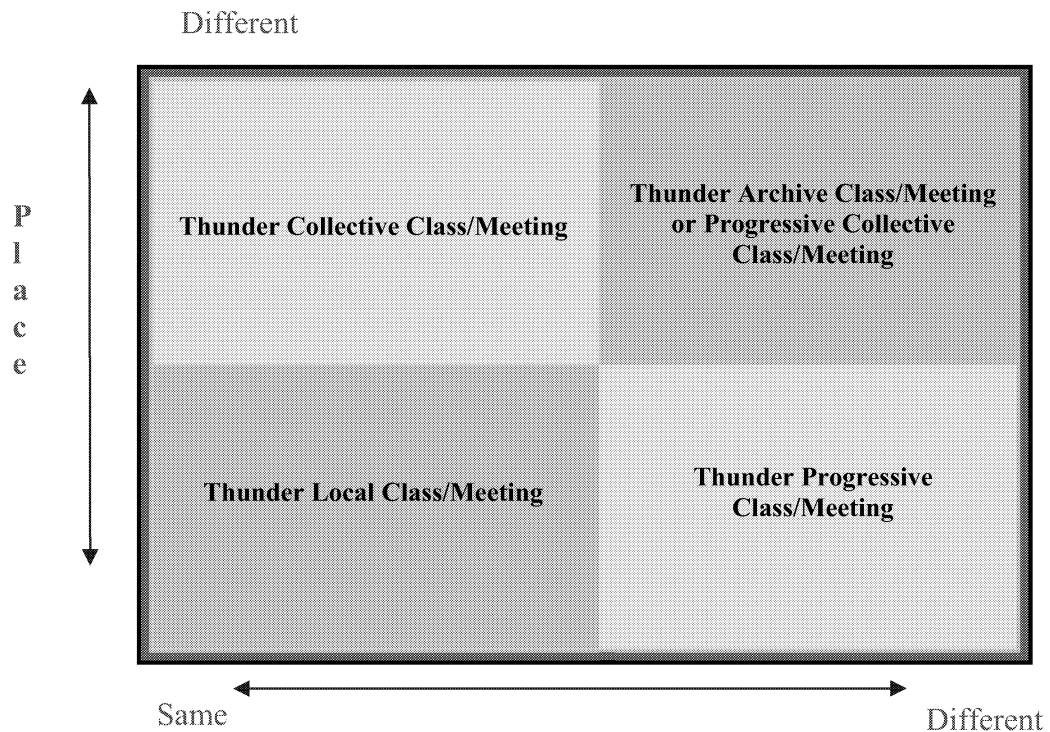 Different
Place
Thunder Collective Class/Meeting
Thunder Archive Class/Meeting
or Progressive Collective
Class/Meeting
Thunder Local Class/Meeting
Thunder Progressive
Class/Meeting
Same
Different